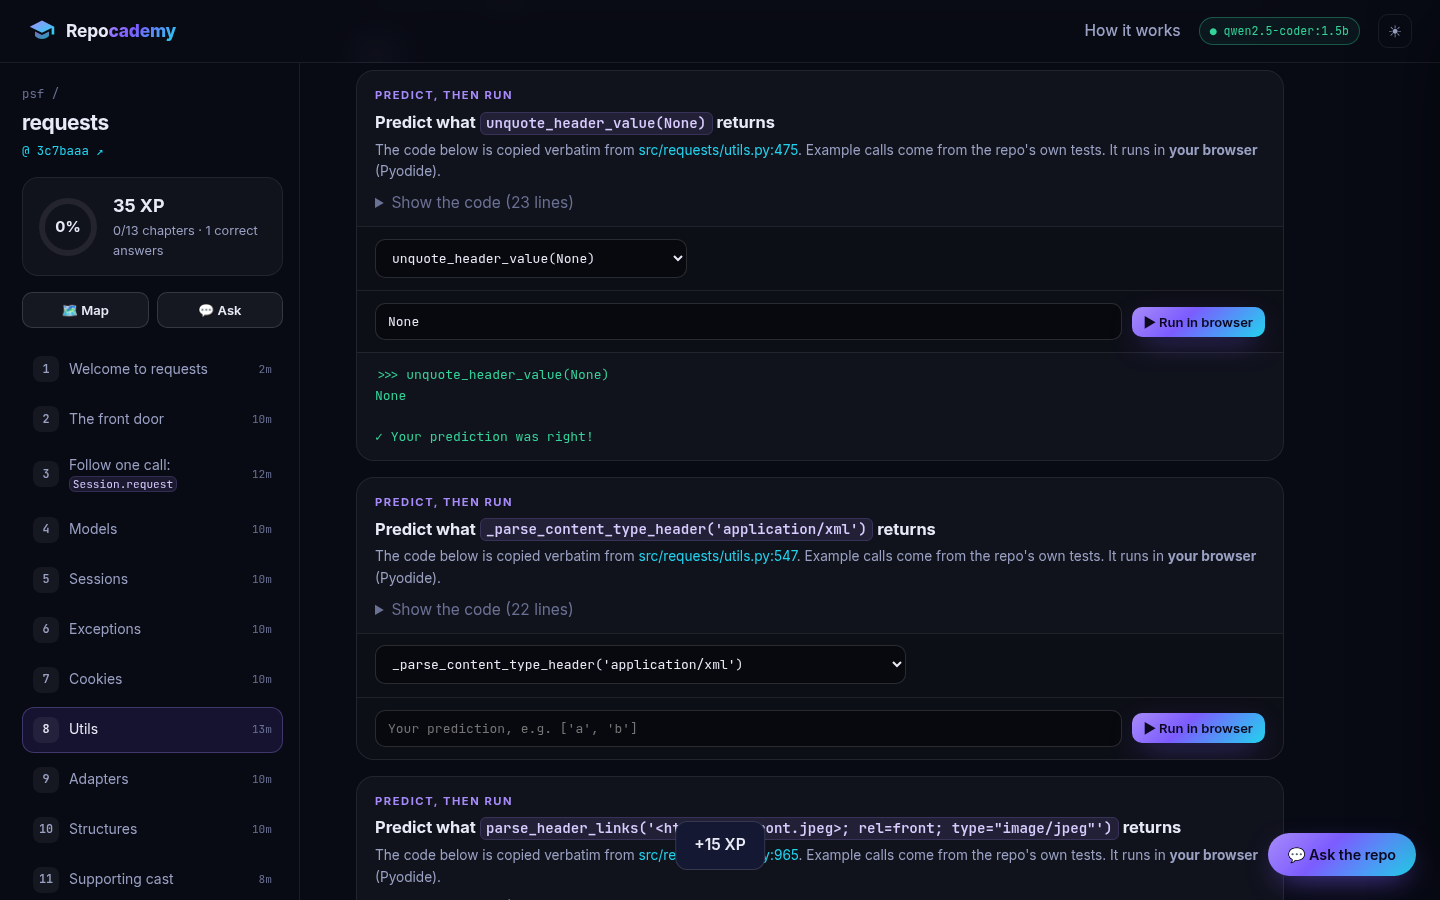 Repocademy
How it works
● qwen2.5-coder:1.5b
psf /
requests
@ 3c7baaa ↗
0%
35 XP
0/13 chapters · 1 correct
answers
🗺️ Map
💬 Ask
1 Welcome to requests 2m
2 The front door 10m
3 Follow one call: Session.request 12m
4 Models 10m
5 Sessions 10m
6 Exceptions 10m
7 Cookies 10m
8 Utils 13m
9 Adapters 10m
10 Structures 10m
11 Supporting cast 8m
PREDICT, THEN RUN
Predict what unquote_header_value(None) returns
The code below is copied verbatim from src/requests/utils.py:475. Example calls come from the repo's own tests. It runs in your browser
(Pyodide).
▶ Show the code (23 lines)
unquote_header_value(None)
None
▶ Run in browser
>>> unquote_header_value(None)
None
✓ Your prediction was right!
PREDICT, THEN RUN
Predict what _parse_content_type_header('application/xml') returns
The code below is copied verbatim from src/requests/utils.py:547. Example calls come from the repo's own tests. It runs in your browser
(Pyodide).
▶ Show the code (22 lines)
_parse_content_type_header('application/xml')
Your prediction, e.g. ['a', 'b']
▶ Run in browser
PREDICT, THEN RUN
Predict what parse_header_links('<ht ont.jpeg>; rel=front; type="image/jpeg"') returns
The code below is copied verbatim from src/re y:965. Example calls come from the repo's own tests. It runs in your browser
(Pyodide).
+15 XP
💬 Ask the repo